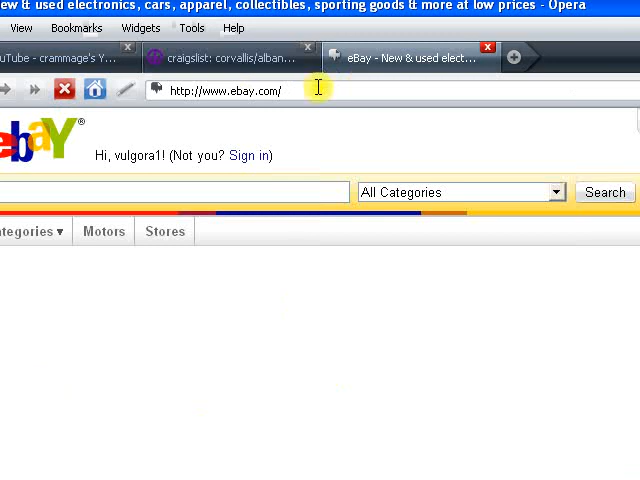 ew & used electronics, cars, apparel, collectibles, sporting goods & more at low prices - Opera
View Bookmarks Widgets Tools Help
uTube - crammage's Y... craigslist: corvallis/alban... eBay - New & used elect...
http://www.ebay.com/
ebaY®
Hi, vulgora1! (Not you? Sign in)
All Categories Search
ategories Motors Stores